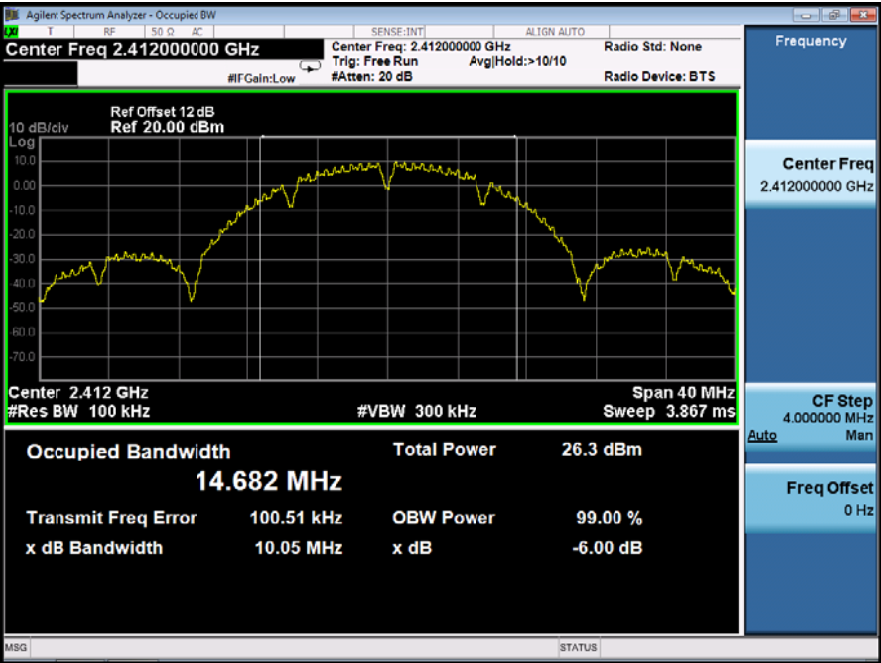 Agilent Spectrum Analyzer - Occupied BW
LXI T RF 50 Ω AC SENSE:INT ALIGN AUTO
Center Freq 2.412000000 GHz
Center Freq: 2.412000000 GHz Radio Std: None
Trig: Free Run Avg|Hold:>10/10
#IFGain:Low #Atten: 20 dB Radio Device: BTS
Ref Offset 12 dB
10 dB/div Ref 20.00 dBm
Log
10.0
0.00
-10.0
-20.0
-30.0
-40.0
-50.0
-60.0
-70.0
Center 2.412 GHz Span 40 MHz
#Res BW 100 kHz #VBW 300 kHz Sweep 3.867 ms
Occupied Bandwidth Total Power 26.3 dBm
14.682 MHz
Transmit Freq Error 100.51 kHz OBW Power 99.00 %
x dB Bandwidth 10.05 MHz x dB -6.00 dB
MSG STATUS
Frequency
Center Freq
2.412000000 GHz
CF Step
4.000000 MHz
Auto Man
Freq Offset
0 Hz